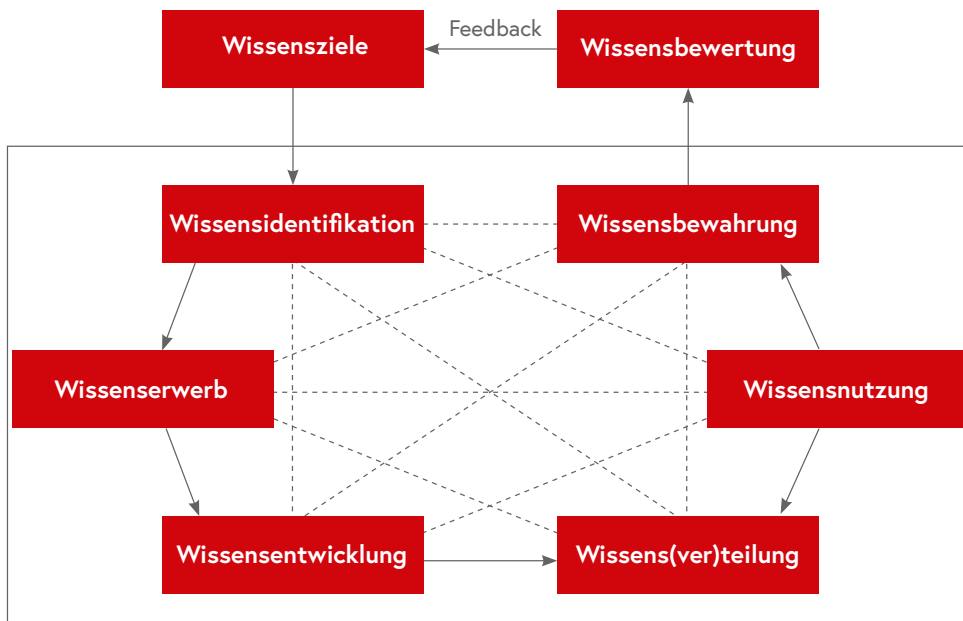 Wissensziele
Feedback
Wissensbewertung
Wissensidentifikation
Wissensbewahrung
Wissenserwerb
Wissensnutzung
Wissensentwicklung
Wissens(ver)teilung